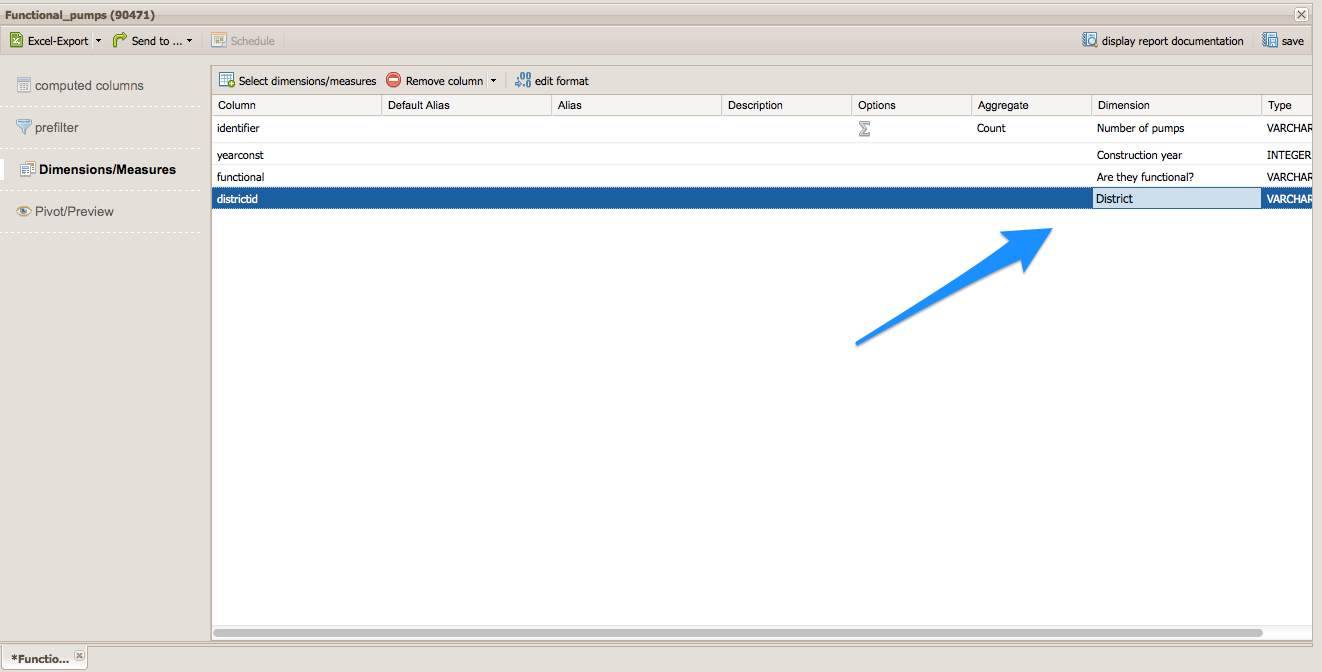 Functional_pumps (90471)
Excel-Export Send to ... Schedule display report documentation save
computed columns
prefilter
Dimensions/Measures
Pivot/Preview
Select dimensions/measures Remove column edit format
Column Default Alias Alias Description Options Aggregate Dimension Type
identifier Σ Count Number of pumps VARCHAR
yearconst Construction year INTEGER
functional Are they functional? VARCHAR
districtid District VARCHAR
*Functio...